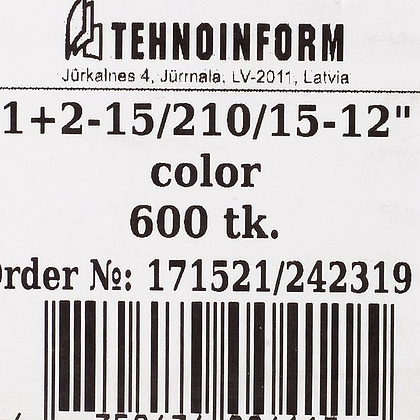 TEHNOINFORM
Jūrkalnes 4, Jūrmala, LV-2011, Latvia
1+2-15/210/15-12"
color
600 tk.
Order №: 171521/242319